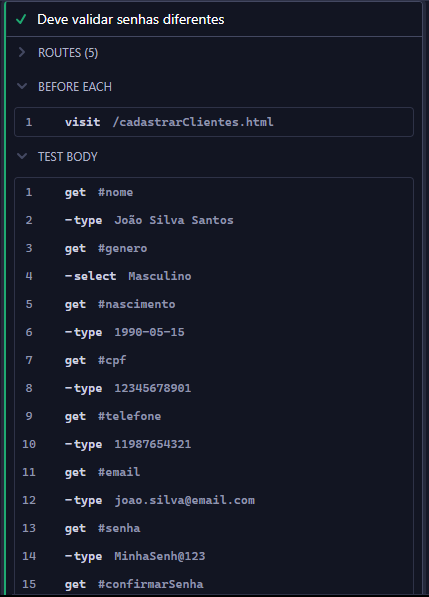 Deve validar senhas diferentes
ROUTES (5)
BEFORE EACH
1 visit /cadastrarClientes.html
TEST BODY
1 get #nome
2 -type João Silva Santos
3 get #genero
4 -select Masculino
5 get #nascimento
6 -type 1990-05-15
7 get #cpf
8 -type 12345678901
9 get #telefone
10 -type 11987654321
11 get #email
12 -type joao.silva@email.com
13 get #senha
14 -type MinhaSenh@123
15 get #confirmarSenha